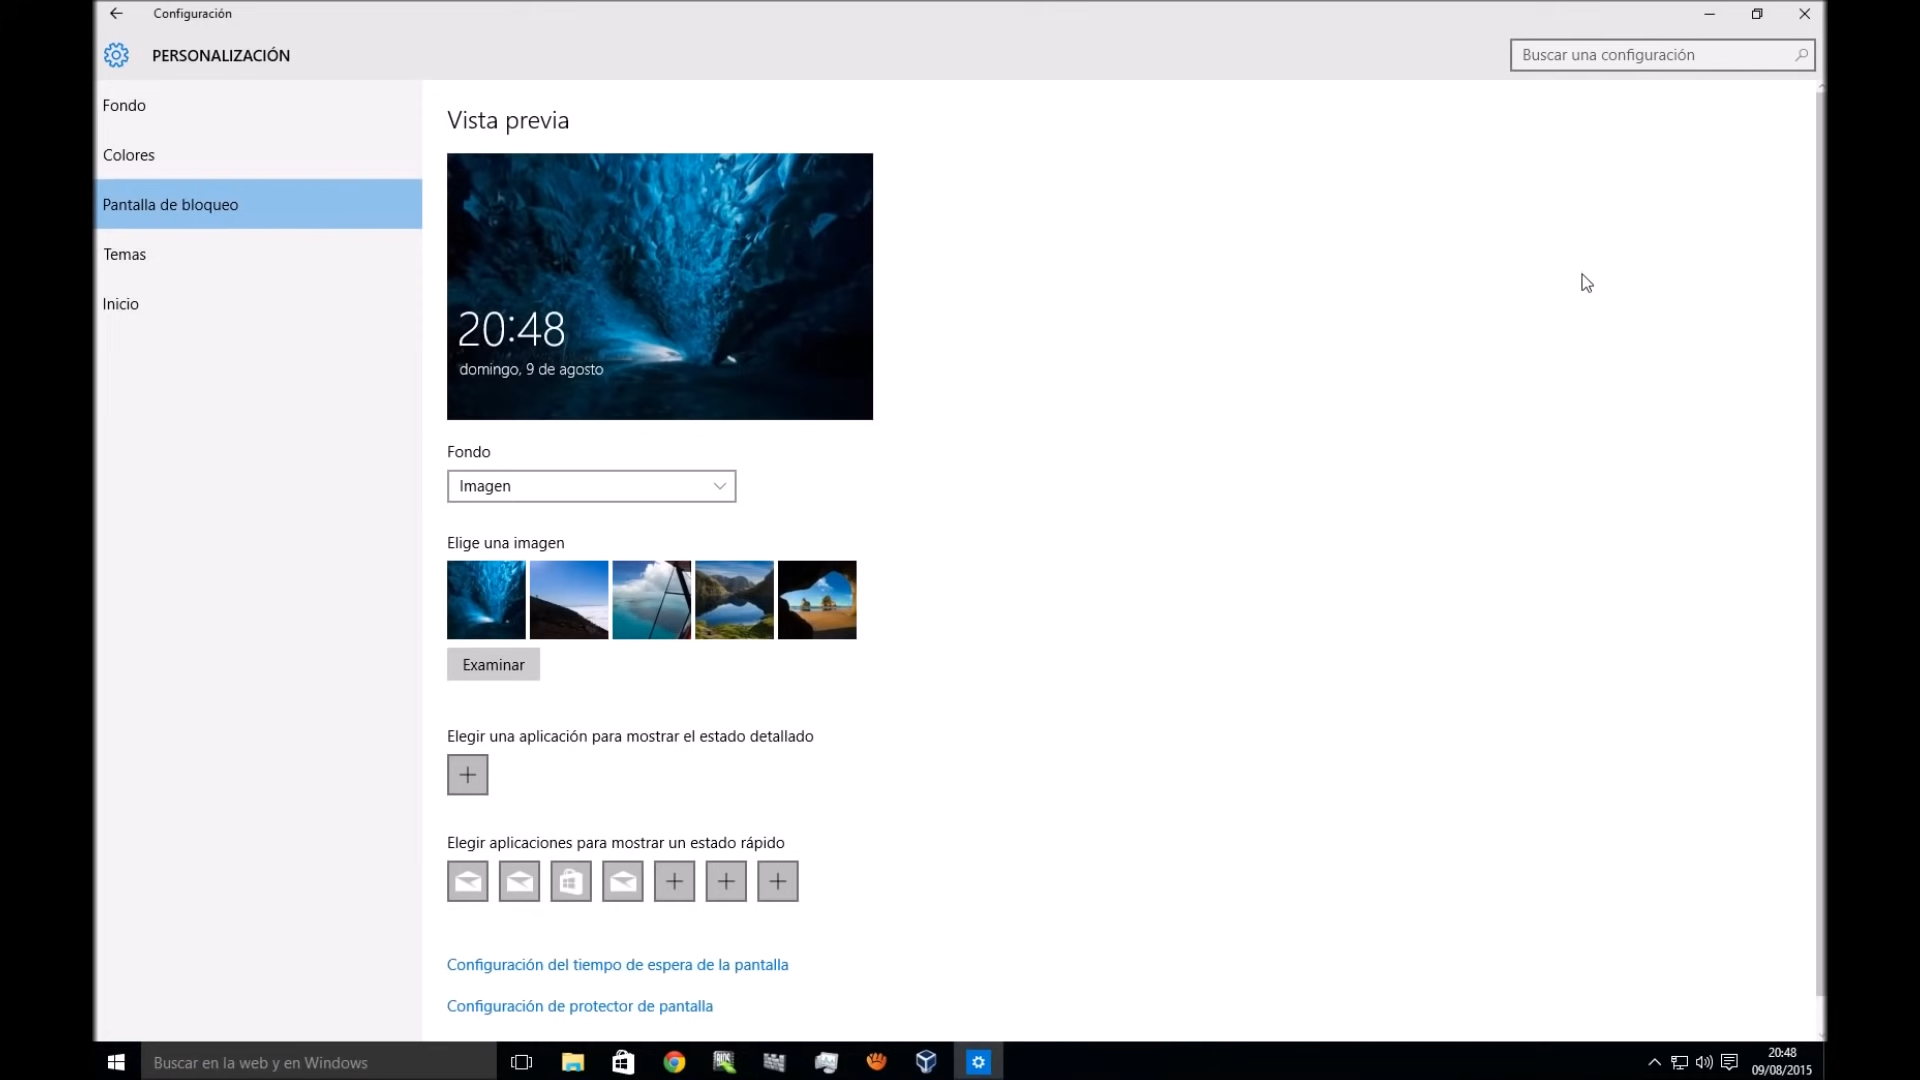 Configuración
PERSONALIZACIÓN
Buscar una configuración
Fondo
Colores
Pantalla de bloqueo
Temas
Inicio
Vista previa
20:48
domingo, 9 de agosto
Fondo
Imagen
Elige una imagen
Examinar
Elegir una aplicación para mostrar el estado detallado
Elegir aplicaciones para mostrar un estado rápido
Configuración del tiempo de espera de la pantalla
Configuración de protector de pantalla
Buscar en la web y en Windows
20:48
09/08/2015